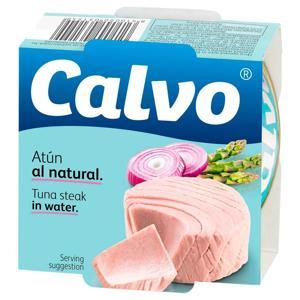 Calvo®
Atún
al natural.
Tuna steak
in water.
Serving
suggestion